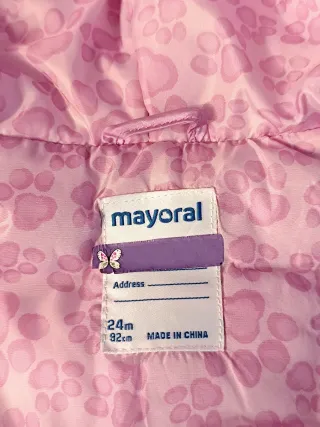 mayoral
Address
24m
92cm
MADE IN CHINA